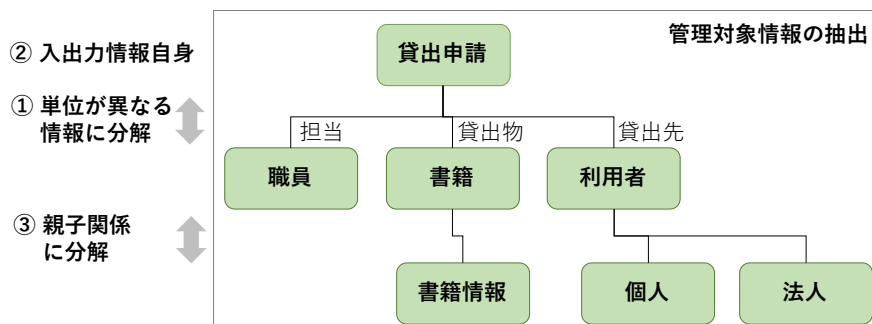 管理対象情報の抽出
② 入出力情報自身
貸出申請
① 単位が異なる
情報に分解
担当
貸出物
貸出先
職員
書籍
利用者
③ 親子関係
に分解
書籍情報
個人
法人